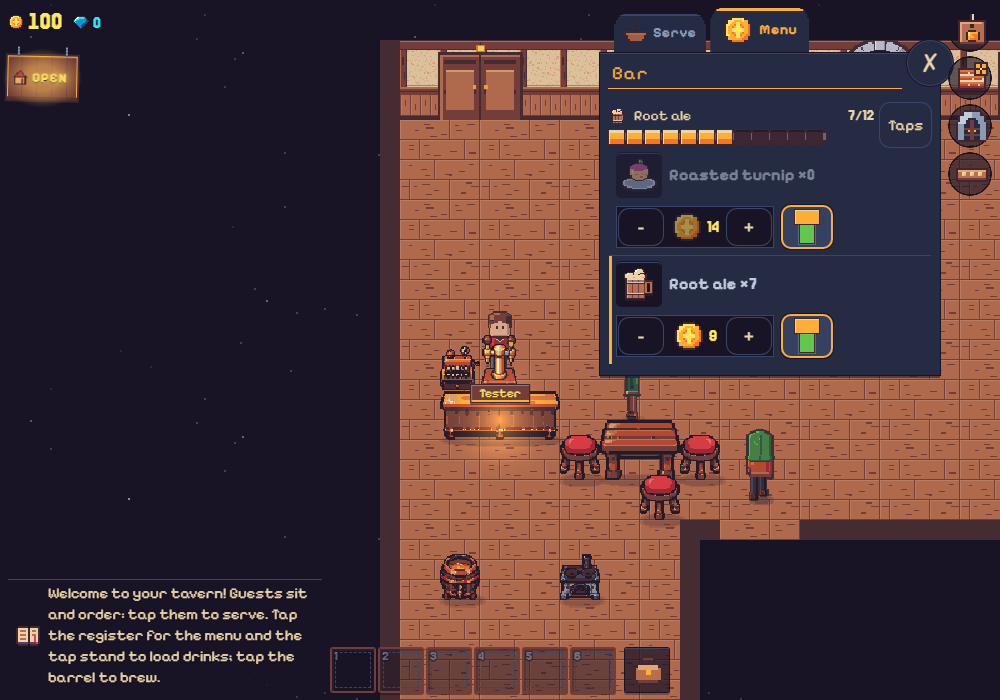 100 0
OPEN
Serve
Menu
X
Bar
Root ale 7/12
Taps
Roasted turnip ×0
- 14 +
Root ale ×7
- 8 +
Tester
Welcome to your tavern! Guests sit
and order: tap them to serve. Tap
the register for the menu and the
tap stand to load drinks; tap the
barrel to brew.
1 2 3 4 5 6